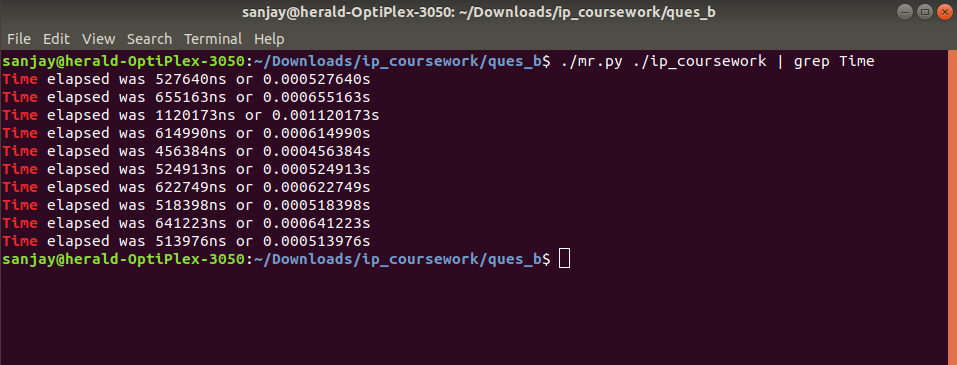 sanjay@herald-OptiPlex-3050: ~/Downloads/ip_coursework/ques_b
File Edit View Search Terminal Help
sanjay@herald-OptiPlex-3050:~/Downloads/ip_coursework/ques_b$ ./mr.py ./ip_coursework | grep Time
Time elapsed was 527640ns or 0.000527640s
Time elapsed was 655163ns or 0.000655163s
Time elapsed was 1120173ns or 0.001120173s
Time elapsed was 614990ns or 0.000614990s
Time elapsed was 456384ns or 0.000456384s
Time elapsed was 524913ns or 0.000524913s
Time elapsed was 622749ns or 0.000622749s
Time elapsed was 518398ns or 0.000518398s
Time elapsed was 641223ns or 0.000641223s
Time elapsed was 513976ns or 0.000513976s
sanjay@herald-OptiPlex-3050:~/Downloads/ip_coursework/ques_b$